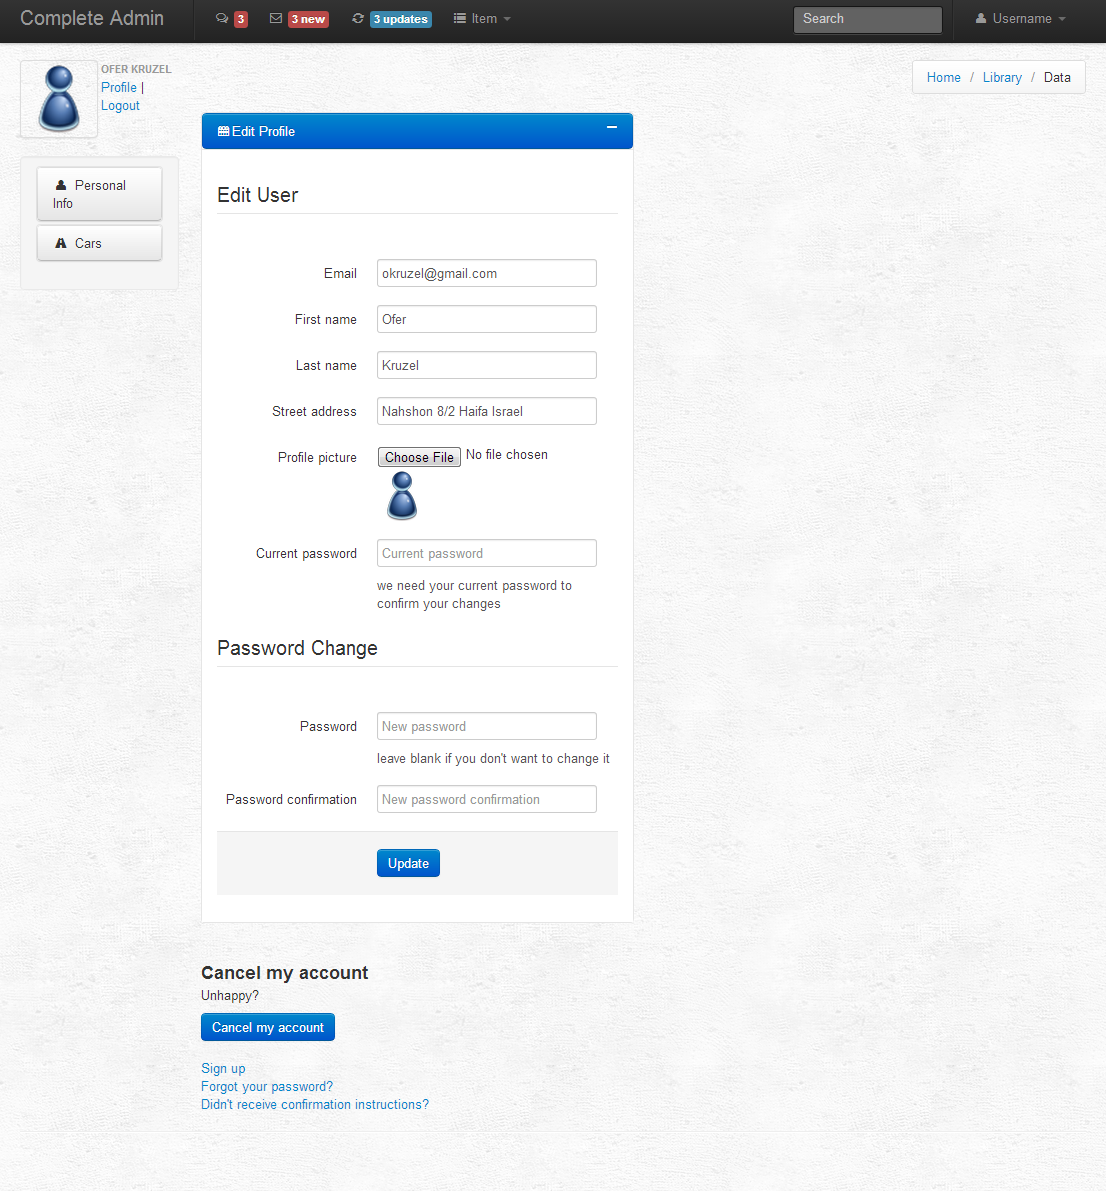 Complete Admin 3 3 new 3 updates Item Search Username
OFER KRUZEL
Profile |
Logout
Home / Library / Data
Personal
Info
Cars
Edit Profile
Edit User
Email okruzel@gmail.com
First name Ofer
Last name Kruzel
Street address Nahshon 8/2 Haifa Israel
Profile picture Choose File No file chosen
Current password Current password
we need your current password to
confirm your changes
Password Change
Password New password
leave blank if you don't want to change it
Password confirmation New password confirmation
Update
Cancel my account
Unhappy?
Cancel my account
Sign up
Forgot your password?
Didn't receive confirmation instructions?